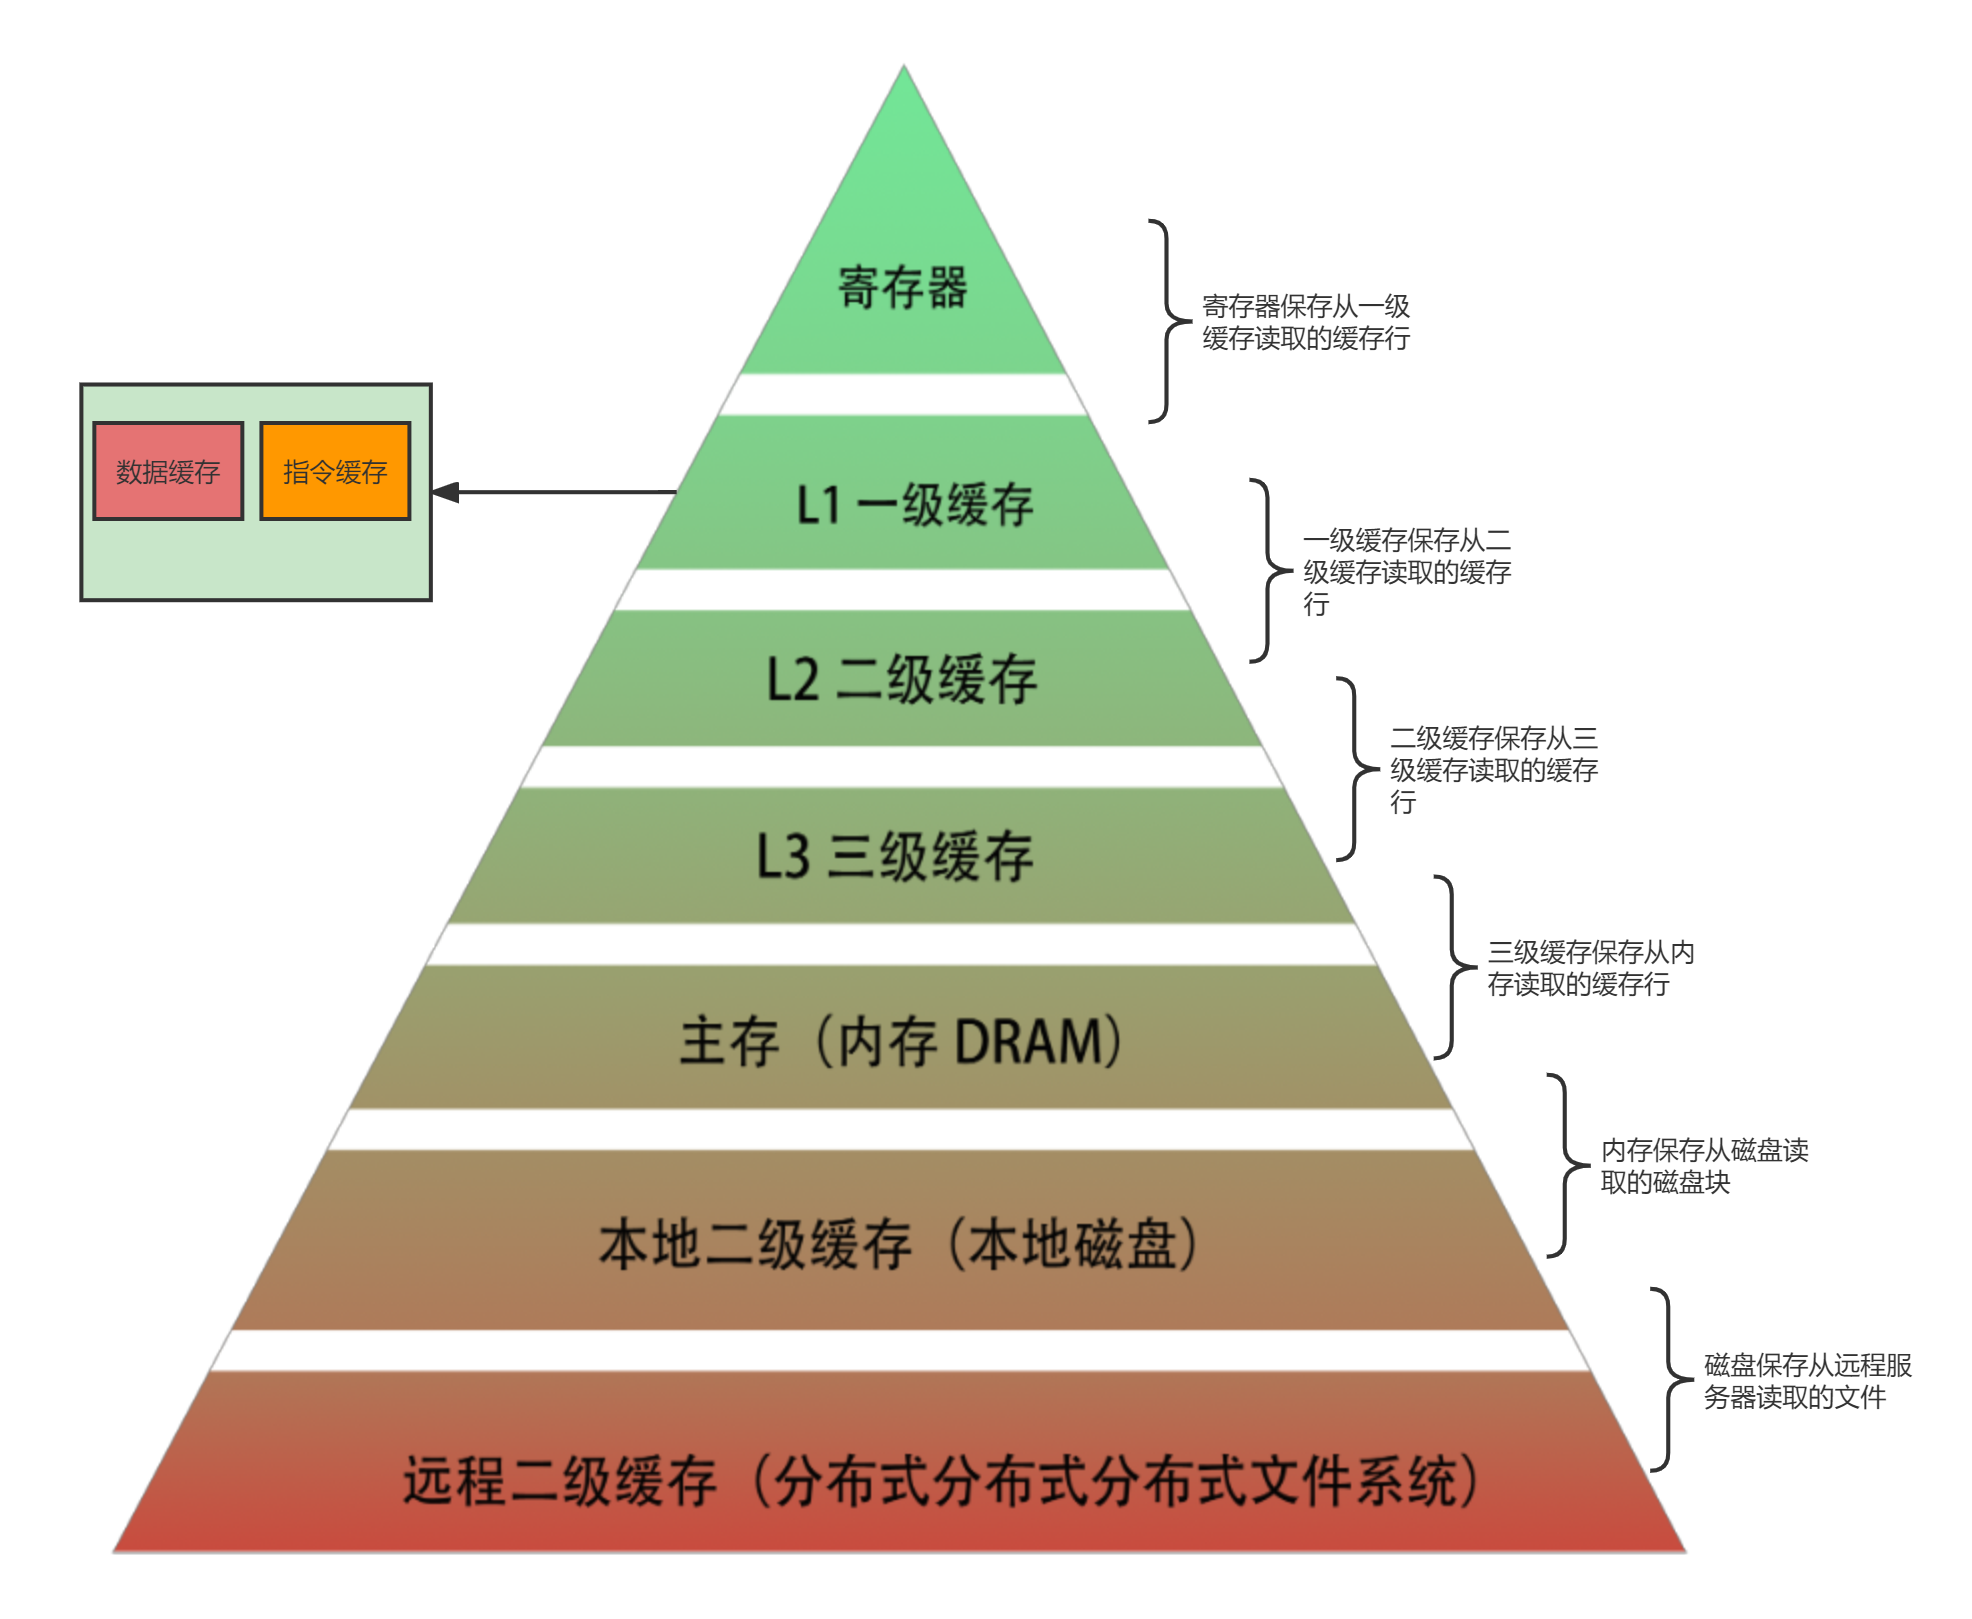 寄存器
寄存器保存从一级
缓存读取的缓存行
数据缓存
指令缓存
L1 一级缓存
一级缓存保存从二
级缓存读取的缓存
行
L2 二级缓存
二级缓存保存从三
级缓存读取的缓存
行
L3 三级缓存
三级缓存保存从内
存读取的缓存行
主存（内存 DRAM）
内存保存从磁盘读
取的磁盘块
本地二级缓存（本地磁盘）
磁盘保存从远程服
务器读取的文件
远程二级缓存（分布式分布式分布式文件系统）